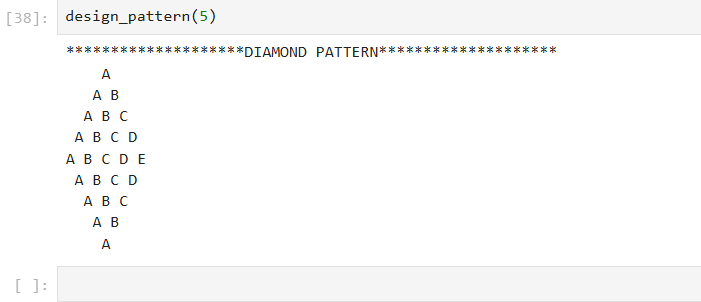 [38]: design_pattern(5)
********************DIAMOND PATTERN********************
    A
   A B
  A B C
 A B C D
A B C D E
 A B C D
  A B C
   A B
    A
[ ]: